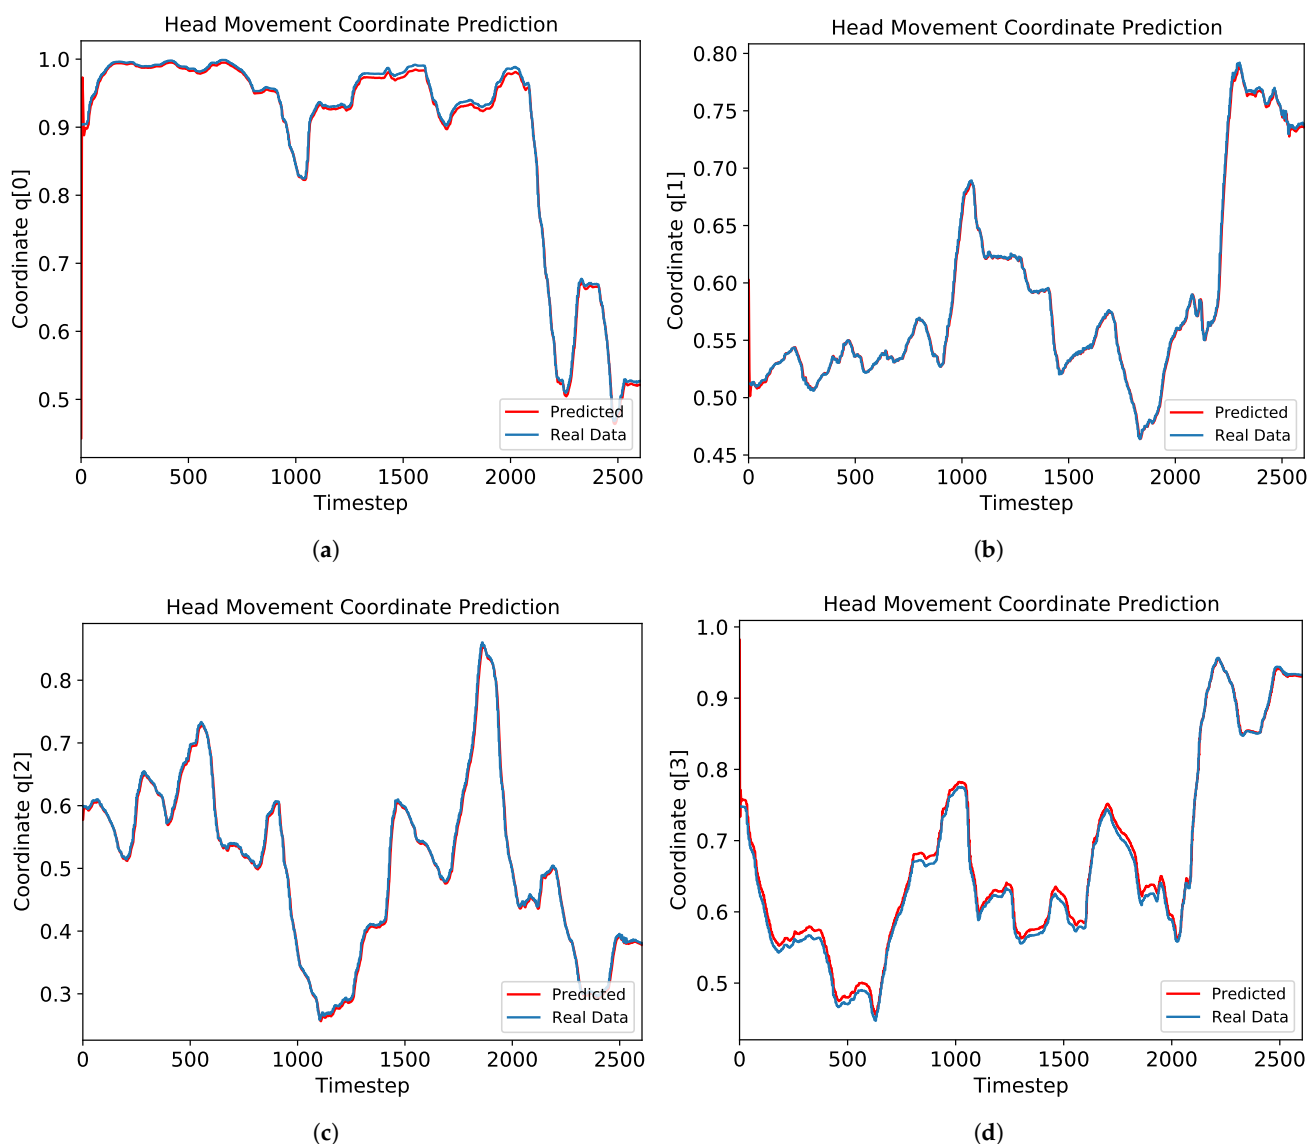 Head Movement Coordinate Prediction
1.0
0.9
0.8
0.7
0.6
0.5
Coordinate q[0]
Predicted
Real Data
0 500 1000 1500 2000 2500
Timestep
(a)
Head Movement Coordinate Prediction
0.80
0.75
0.70
0.65
0.60
0.55
0.50
0.45
Coordinate q[1]
Predicted
Real Data
0 500 1000 1500 2000 2500
Timestep
(b)
Head Movement Coordinate Prediction
0.8
0.7
0.6
0.5
0.4
0.3
Coordinate q[2]
Predicted
Real Data
0 500 1000 1500 2000 2500
Timestep
(c)
Head Movement Coordinate Prediction
1.0
0.9
0.8
0.7
0.6
0.5
Coordinate q[3]
Predicted
Real Data
0 500 1000 1500 2000 2500
Timestep
(d)